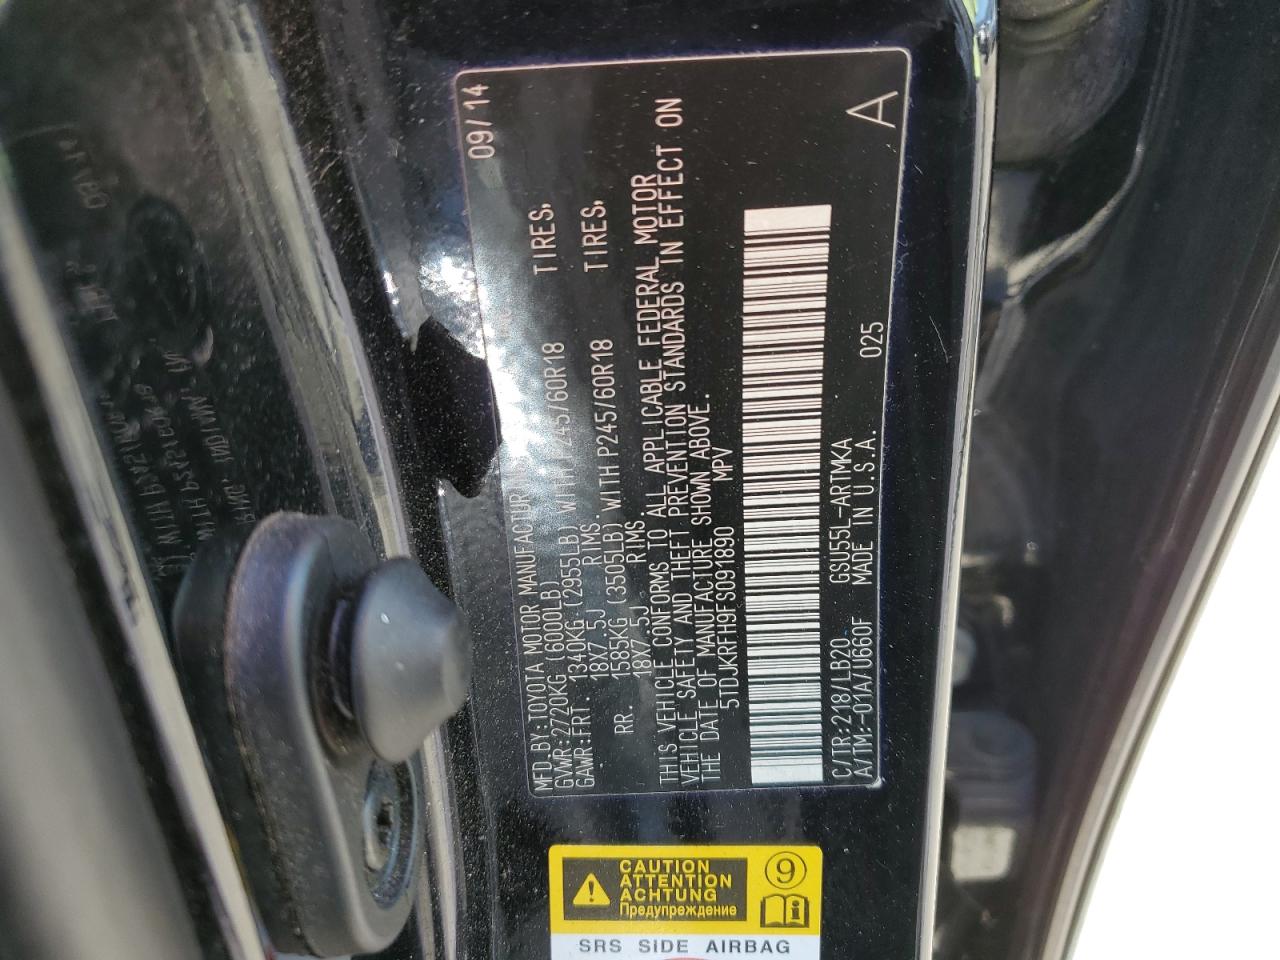 09/14
MFD.BY:TOYOTA MOTOR MANUFACTURING
GVWR:2720KG (6000LB)
GAWR:FRT. 1340KG (2955LB) WITH P245/60R18 TIRES,
18X7.5J RIMS.
RR. 1585KG (3505LB) WITH P245/60R18 TIRES,
18X7.5J RIMS.
THIS VEHICLE CONFORMS TO ALL APPLICABLE FEDERAL MOTOR
VEHICLE SAFETY AND THEFT PREVENTION STANDARDS IN EFFECT ON
THE DATE OF MANUFACTURE SHOWN ABOVE.
5TDJKRFH9FS091890 MPV
C/TR:218/LB20 GSU55L-ARTMKA 025
A/TM:-01A/U660F MADE IN U.S.A.
A
CAUTION
ATTENTION
ACHTUNG
Предупреждение
9
SRS SIDE AIRBAG